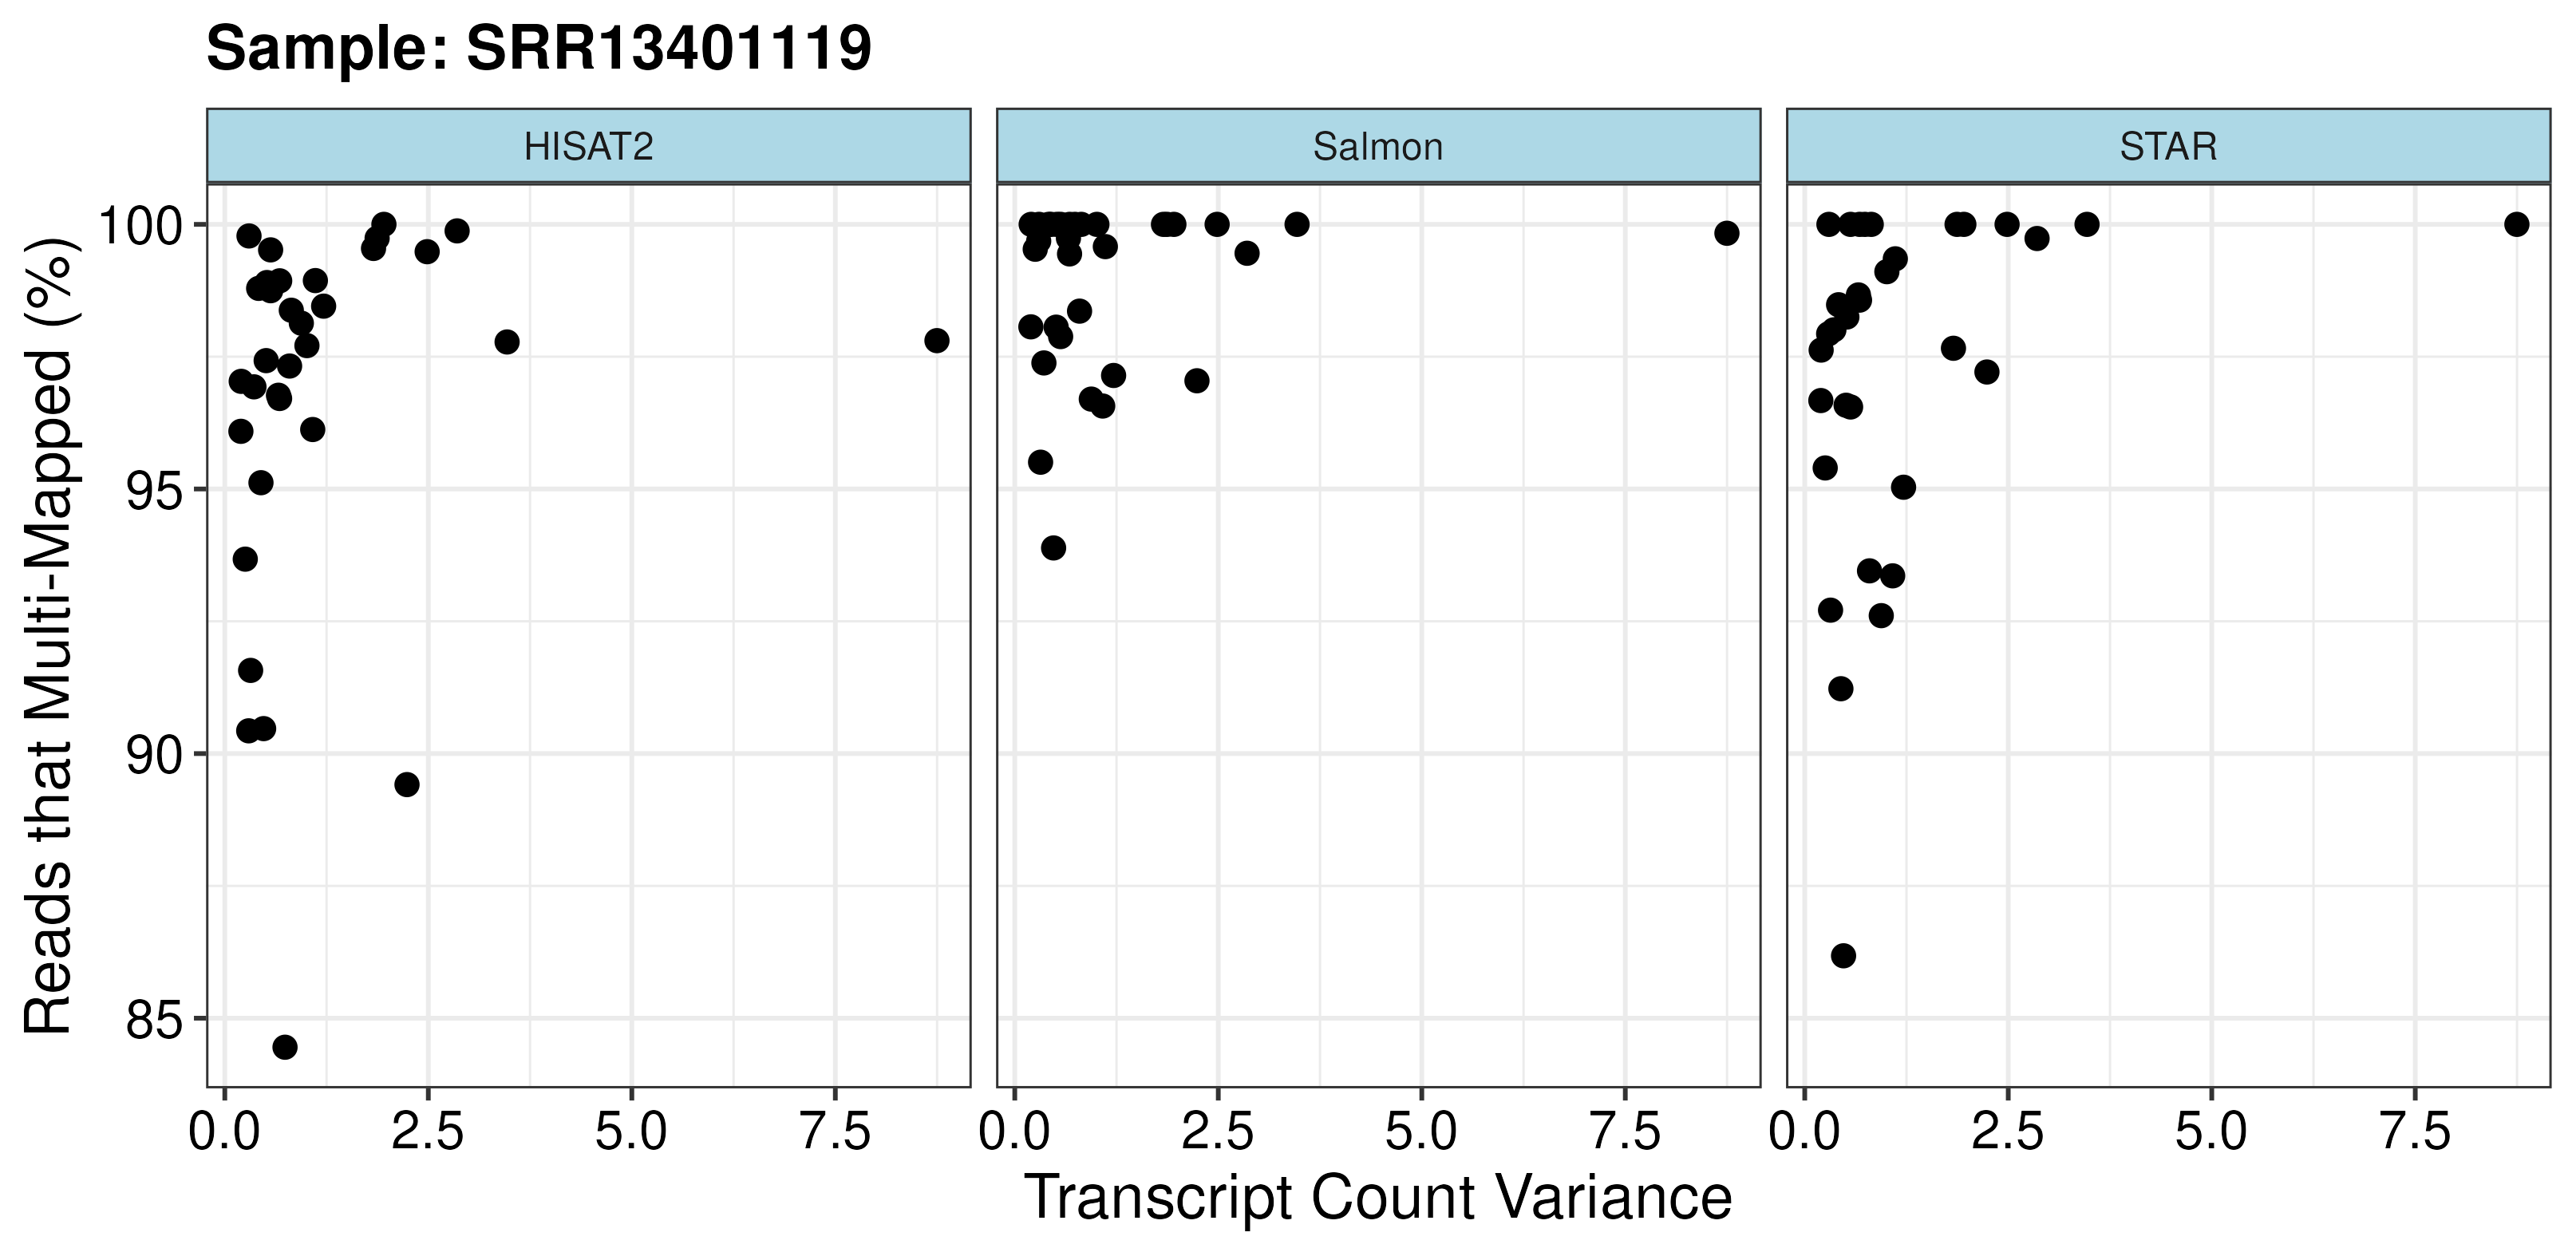 Sample: SRR13401119
HISAT2
Salmon
STAR
Reads that Multi-Mapped (%)
100
95
90
85
0.0 2.5 5.0 7.5
0.0 2.5 5.0 7.5
0.0 2.5 5.0 7.5
Transcript Count Variance